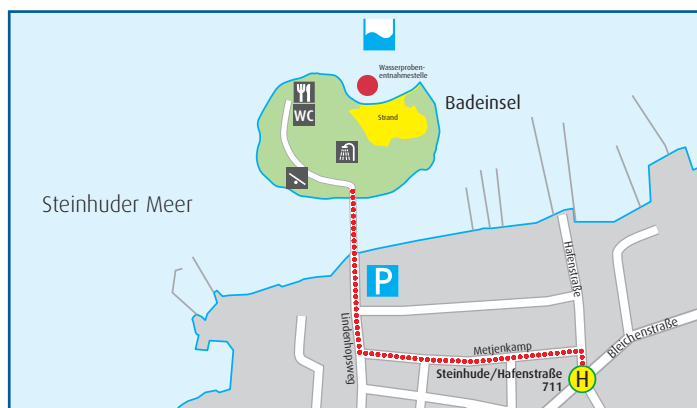 Wasserproben-
entnahmestelle
Badeinsel
WC
Strand
Steinhuder Meer
P
Hafenstraße
Lindenhopsweg
Metjenkamp
Bleichenstraße
Steinhude/Hafenstraße
711
H